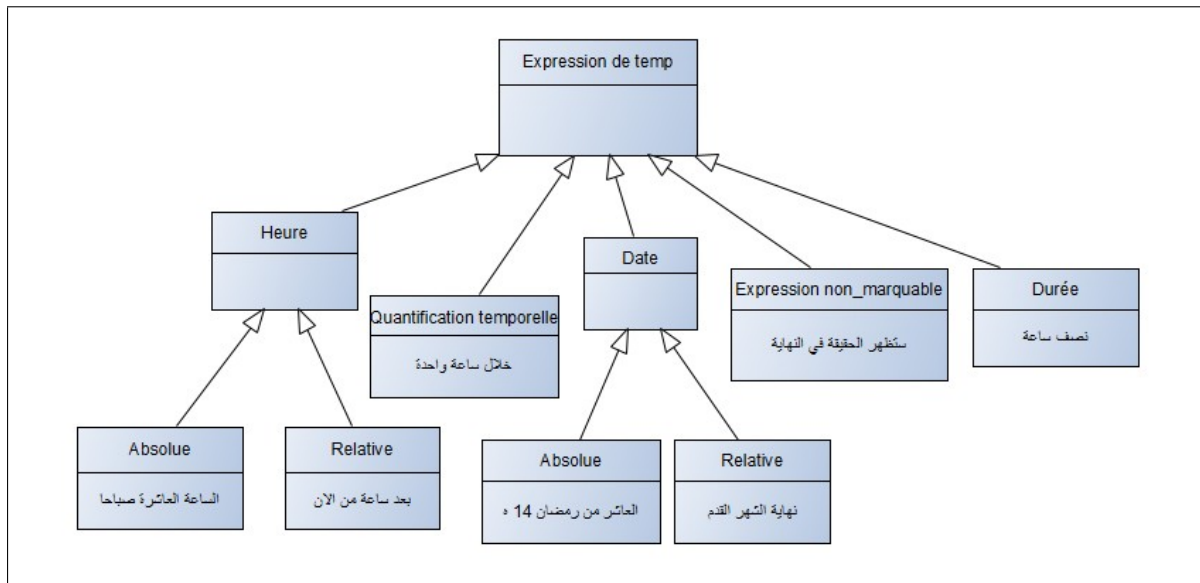 Expression de temp
Heure
Date
Quantification temporelle
خلال ساعة واحدة
Expression non_marquable
ستظهر الحقيقة في النهاية
Durée
نصف ساعة
Absolue
الساعة العاشرة صباحا
Relative
بعد ساعة من الان
Absolue
العاشر من رمضان 14 ه
Relative
نهاية الشهر القدم